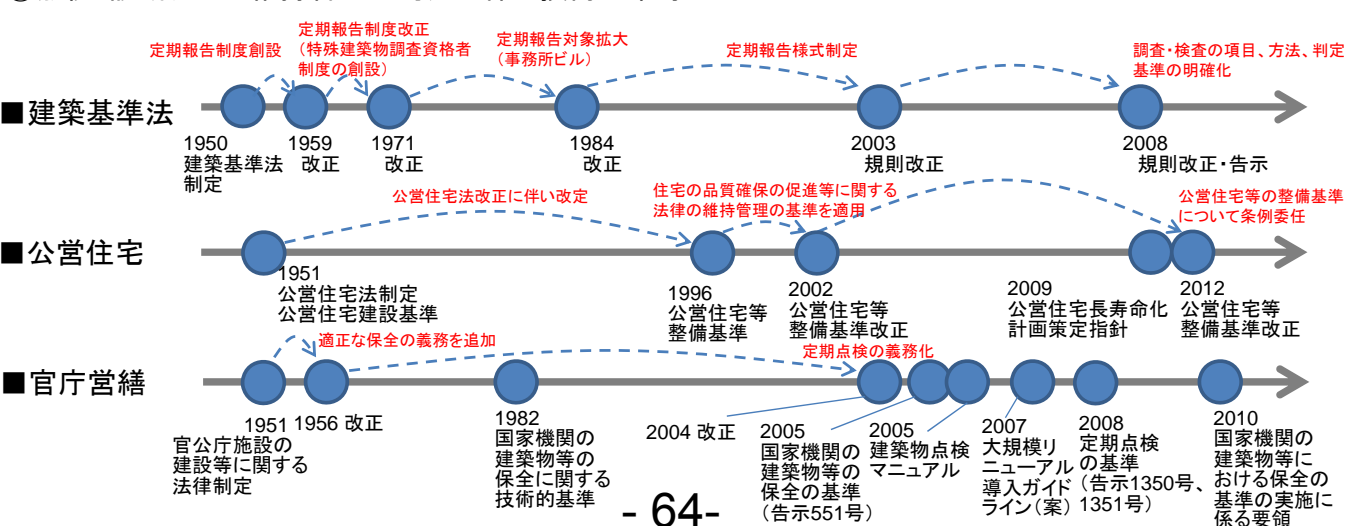 定期報告制度創設
定期報告制度改正
（特殊建築物調査資格者
制度の創設）
定期報告対象拡大
（事務所ビル）
定期報告様式制定
調査・検査の項目、方法、判定
基準の明確化
■建築基準法
1950
建築基準法
制定
1959
改正
1971
改正
1984
改正
2003
規則改正
2008
規則改正・告示
公営住宅法改正に伴い改定
住宅の品質確保の促進等に関する
法律の維持管理の基準を適用
公営住宅等の整備基準
について条例委任
■公営住宅
1951
公営住宅法制定
公営住宅建設基準
1996
公営住宅等
整備基準
2002
公営住宅等
整備基準改正
2009
公営住宅長寿命化
計画策定指針
2012
公営住宅等
整備基準改正
適正な保全の義務を追加
定期点検の義務化
■官庁営繕
1951
官公庁施設の
建設等に関する
法律制定
1956 改正
1982
国家機関の
建築物等の
保全に関する
技術的基準
2004 改正
2005
国家機関の
建築物等の
保全の基準
（告示551号）
2005
建築物点検
マニュアル
2007
大規模リ
ニューアル
導入ガイド
ライン（案）
2008
定期点検
の基準
（告示1350号、
1351号）
2010
国家機関の
建築物等に
おける保全の
基準の実施に
係る要領
- 64-